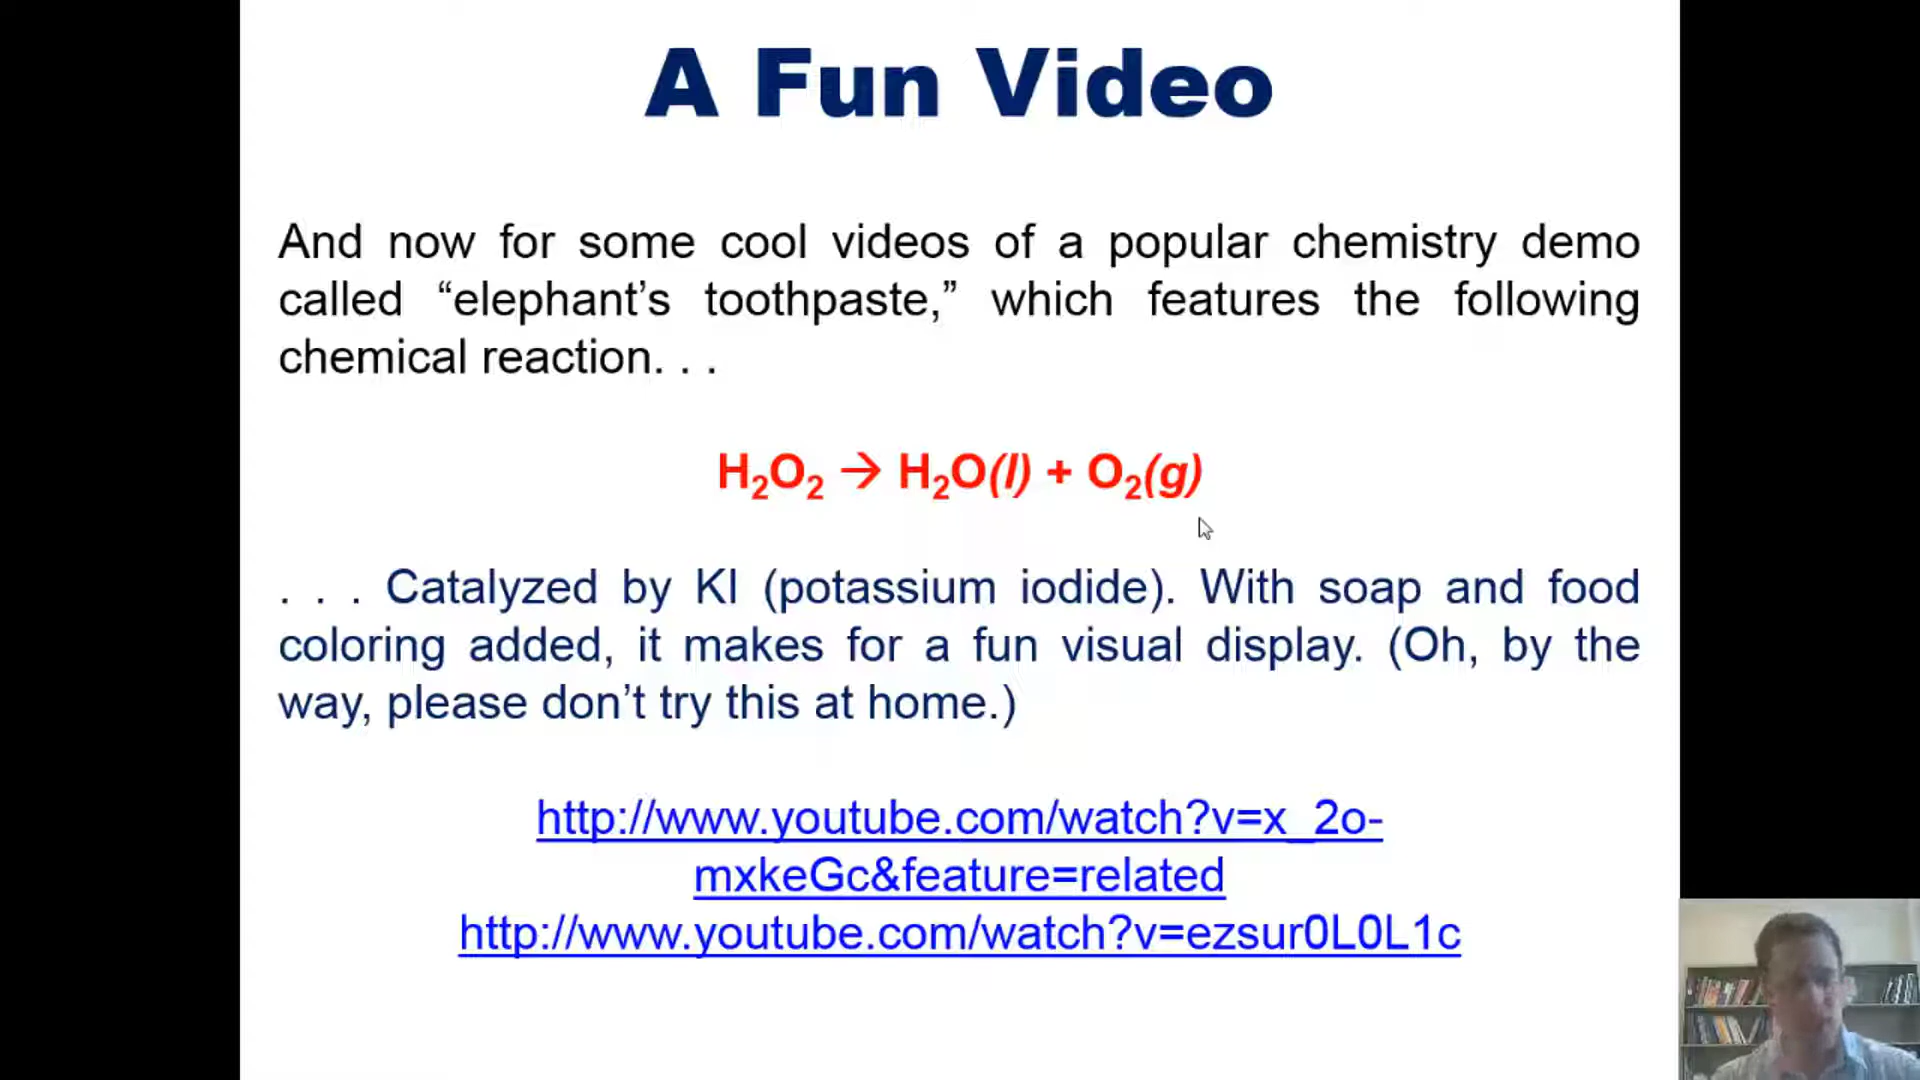 A Fun Video
And now for some cool videos of a popular chemistry demo
called “elephant’s toothpaste,” which features the following
chemical reaction. . .
H₂O₂ → H₂O(l) + O₂(g)
. . . Catalyzed by KI (potassium iodide). With soap and food
coloring added, it makes for a fun visual display. (Oh, by the
way, please don’t try this at home.)
http://www.youtube.com/watch?v=x_2o-
mxkeGc&feature=related
http://www.youtube.com/watch?v=ezsur0L0L1c